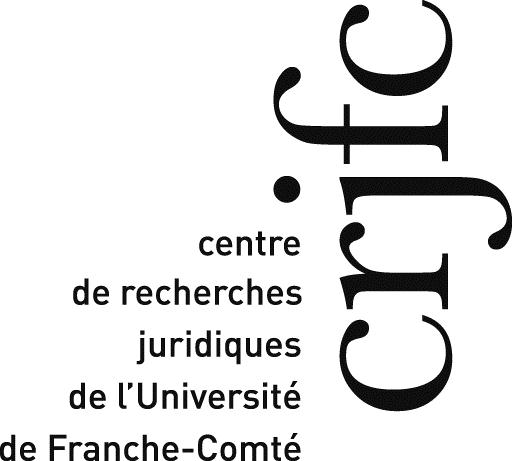 crjfc
centre
de recherches
juridiques
de l'Université
de Franche-Comté